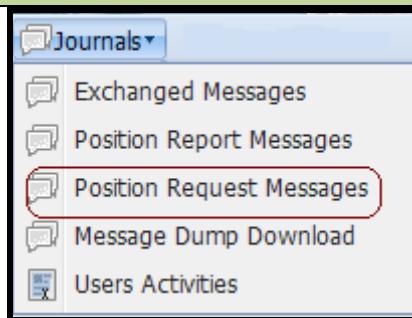 Journals
Exchanged Messages
Position Report Messages
Position Request Messages
Message Dump Download
Users Activities